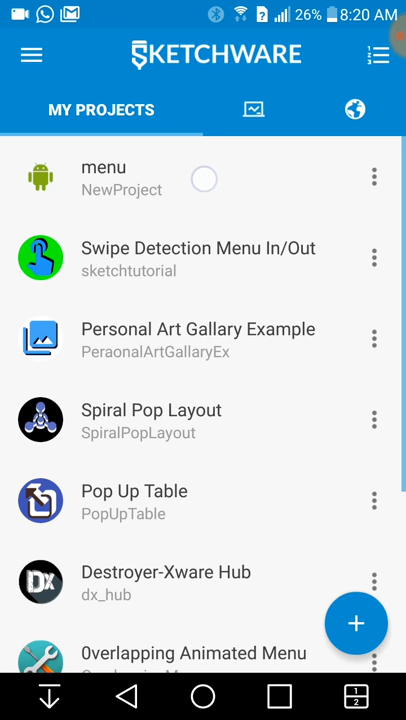 26% 8:20 AM
SKETCHWARE
MY PROJECTS
menu
NewProject
Swipe Detection Menu In/Out
sketchtutorial
Personal Art Gallary Example
PeraonalArtGallaryEx
Spiral Pop Layout
SpiralPopLayout
Pop Up Table
PopUpTable
Destroyer-Xware Hub
dx_hub
0verlapping Animated Menu